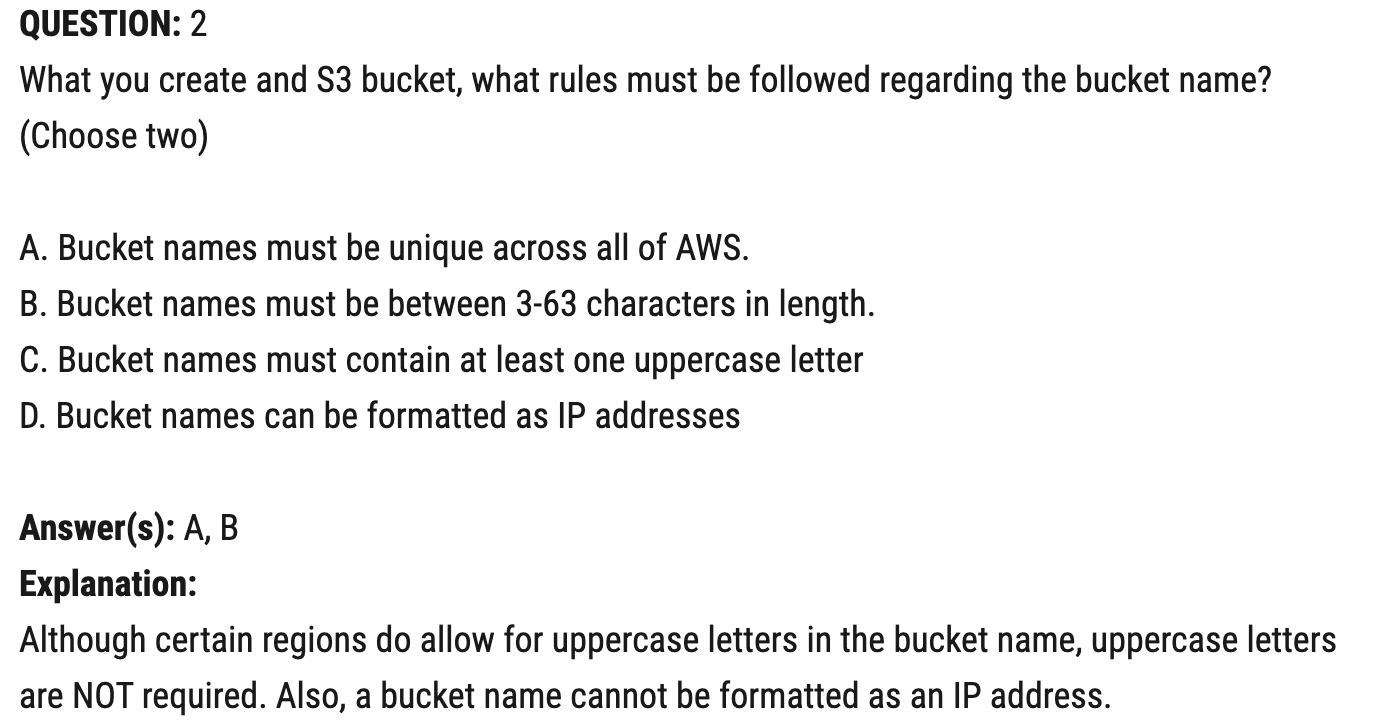 QUESTION: 2
What you create and S3 bucket, what rules must be followed regarding the bucket name?
(Choose two)
A. Bucket names must be unique across all of AWS.
B. Bucket names must be between 3-63 characters in length.
C. Bucket names must contain at least one uppercase letter
D. Bucket names can be formatted as IP addresses
Answer(s): A, B
Explanation:
Although certain regions do allow for uppercase letters in the bucket name, uppercase letters
are NOT required. Also, a bucket name cannot be formatted as an IP address.